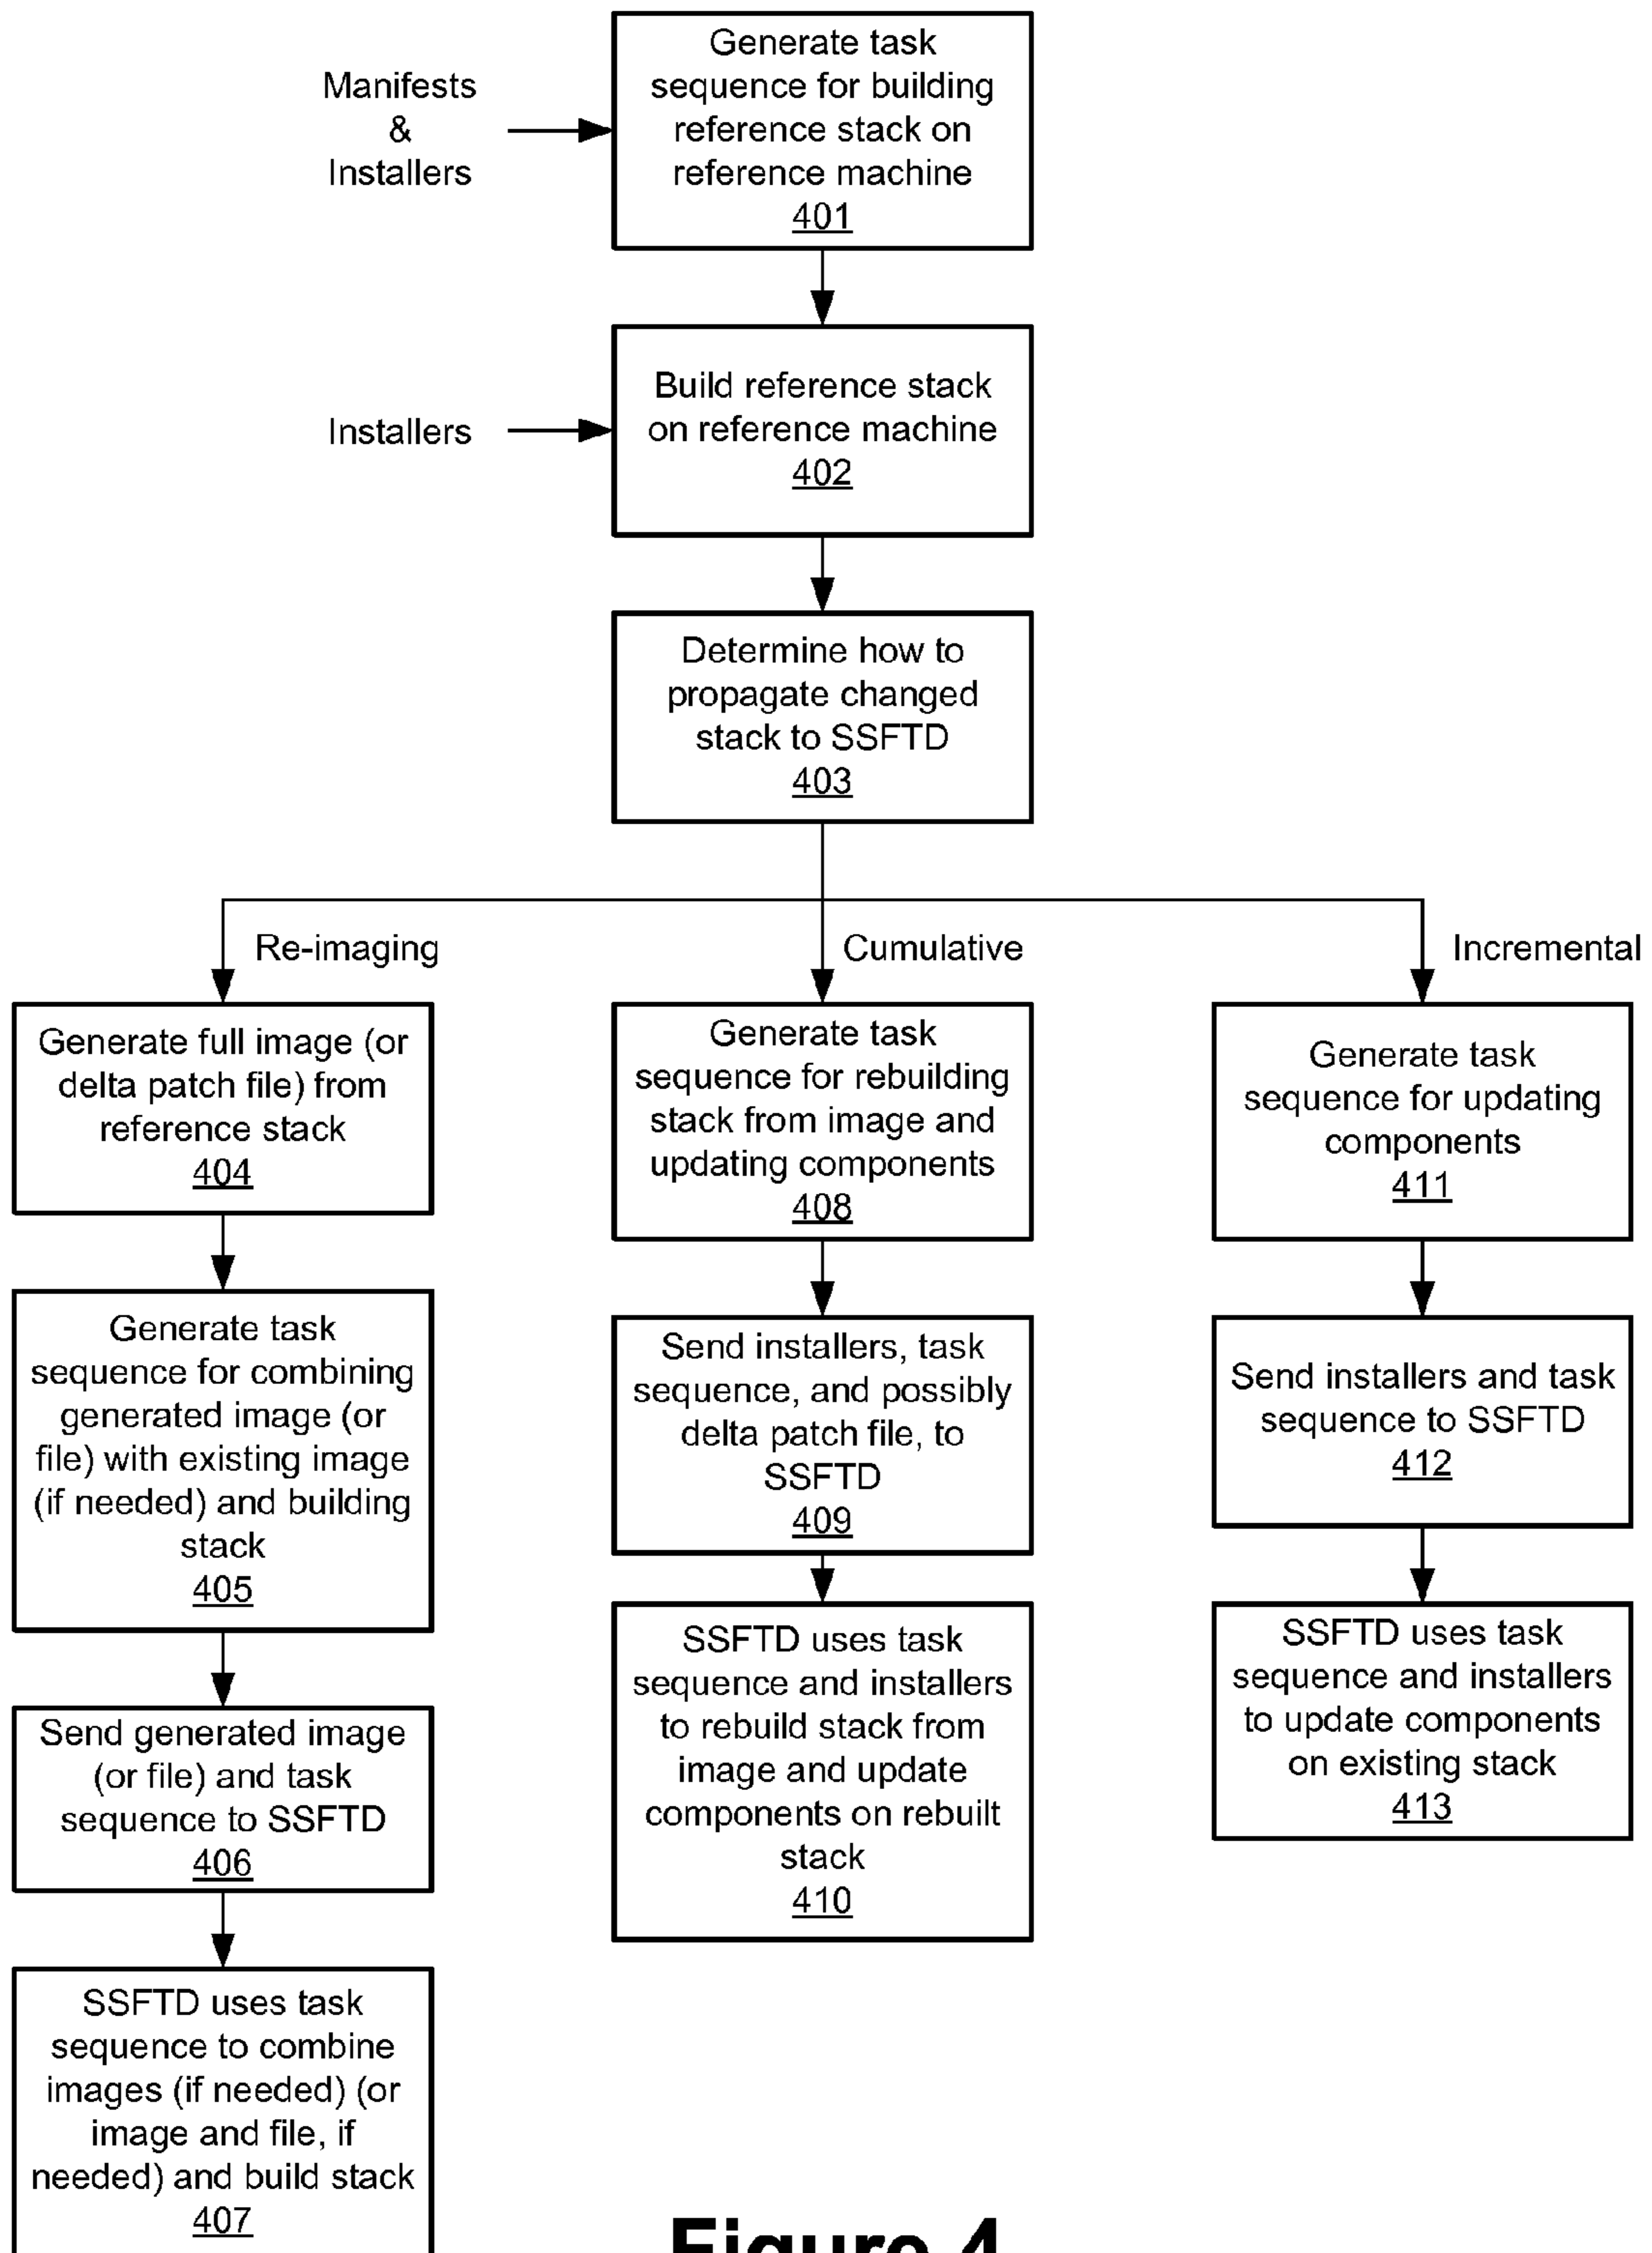 Generate task
sequence for building
reference stack on
reference machine
401
Manifests
&
Installers
Build reference stack
on reference machine
402
Installers
Determine how to
propagate changed
stack to SSFTD
403
Re-imaging
Cumulative
Incremental
Generate full image (or
delta patch file) from
reference stack
404
Generate task
sequence for combining
generated image (or
file) with existing image
(if needed) and building
stack
405
Send generated image
(or file) and task
sequence to SSFTD
406
SSFTD uses task
sequence to combine
images (if needed) (or
image and file, if
needed) and build stack
407
Generate task
sequence for rebuilding
stack from image and
updating components
408
Send installers, task
sequence, and possibly
delta patch file, to
SSFTD
409
SSFTD uses task
sequence and installers
to rebuild stack from
image and update
components on rebuilt
stack
410
Generate task
sequence for updating
components
411
Send installers and task
sequence to SSFTD
412
SSFTD uses task
sequence and installers
to update components
on existing stack
413
Figure 4